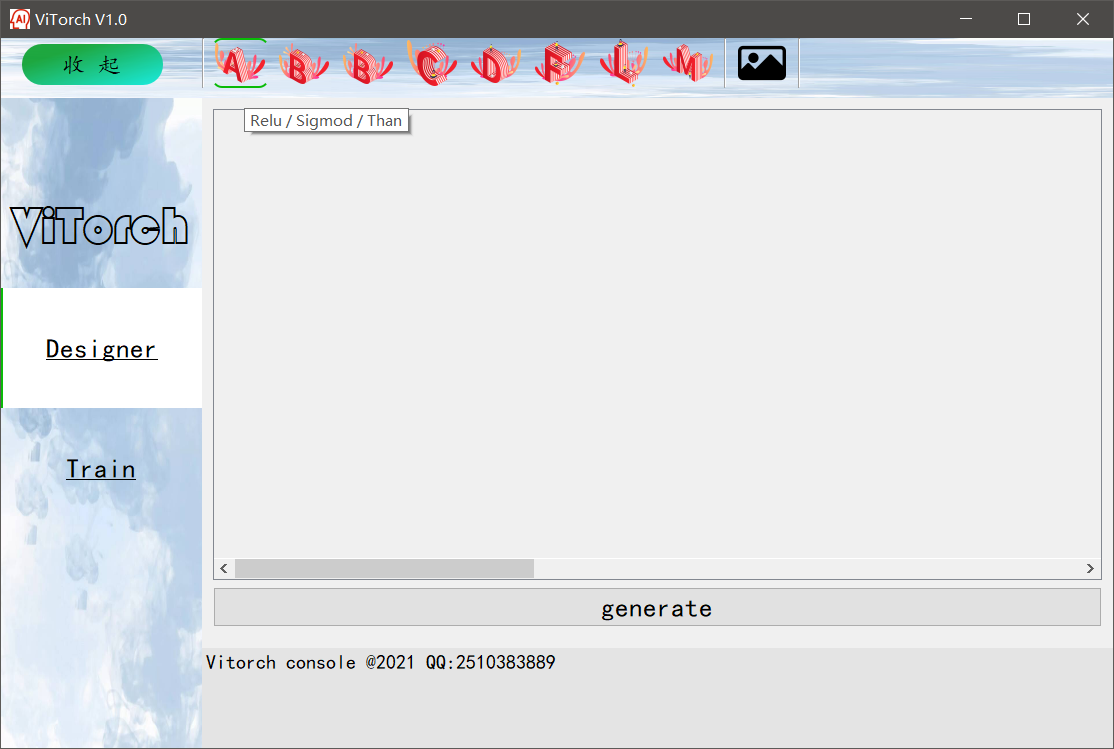 AI ViTorch V1.0
收 起 A B B C D F L M
Relu / Sigmod / Than
ViTorch
Designer
Train
generate
Vitorch console @2021 QQ:2510383889